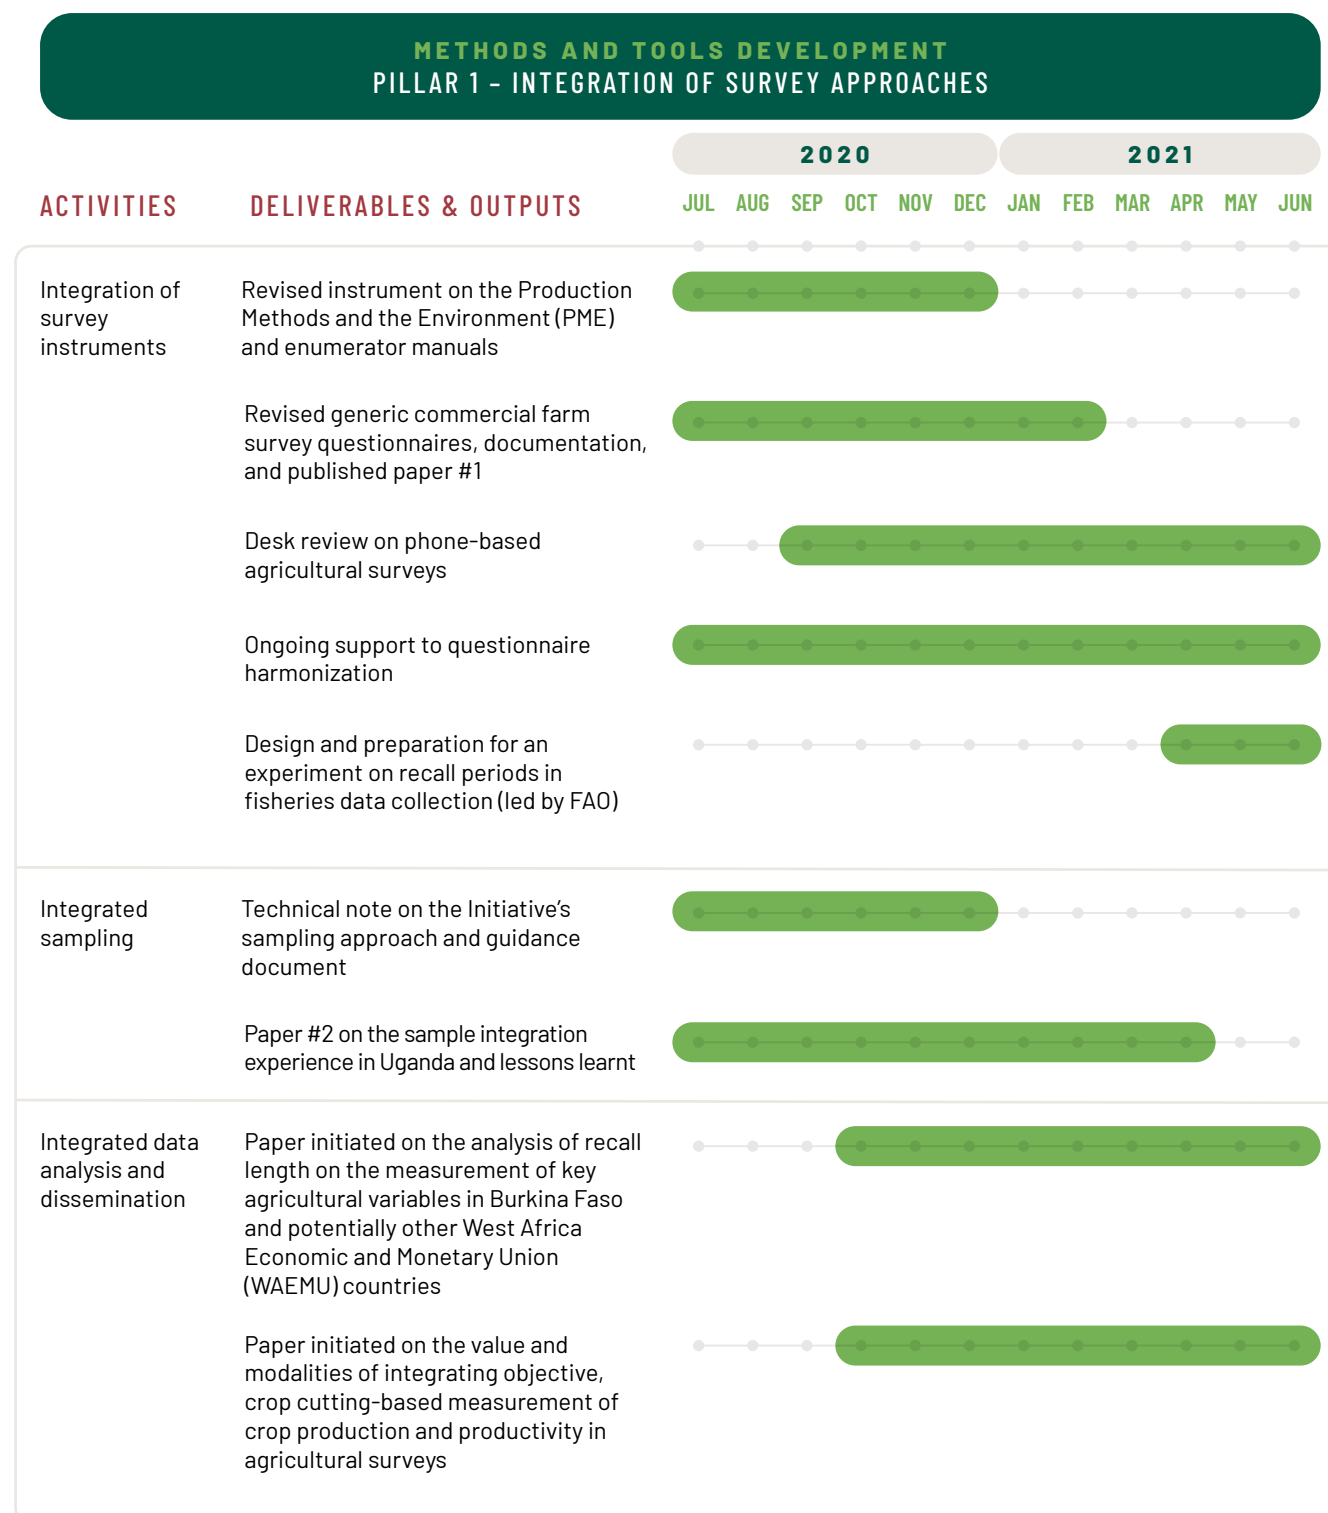 METHODS AND TOOLS DEVELOPMENT
PILLAR 1 – INTEGRATION OF SURVEY APPROACHES
2020 2021
ACTIVITIES DELIVERABLES & OUTPUTS JUL AUG SEP OCT NOV DEC JAN FEB MAR APR MAY JUN
Integration of
survey
instruments
Revised instrument on the Production
Methods and the Environment (PME)
and enumerator manuals
Revised generic commercial farm
survey questionnaires, documentation,
and published paper #1
Desk review on phone-based
agricultural surveys
Ongoing support to questionnaire
harmonization
Design and preparation for an
experiment on recall periods in
fisheries data collection (led by FAO)
Integrated
sampling
Technical note on the Initiative’s
sampling approach and guidance
document
Paper #2 on the sample integration
experience in Uganda and lessons learnt
Integrated data
analysis and
dissemination
Paper initiated on the analysis of recall
length on the measurement of key
agricultural variables in Burkina Faso
and potentially other West Africa
Economic and Monetary Union
(WAEMU) countries
Paper initiated on the value and
modalities of integrating objective,
crop cutting-based measurement of
crop production and productivity in
agricultural surveys